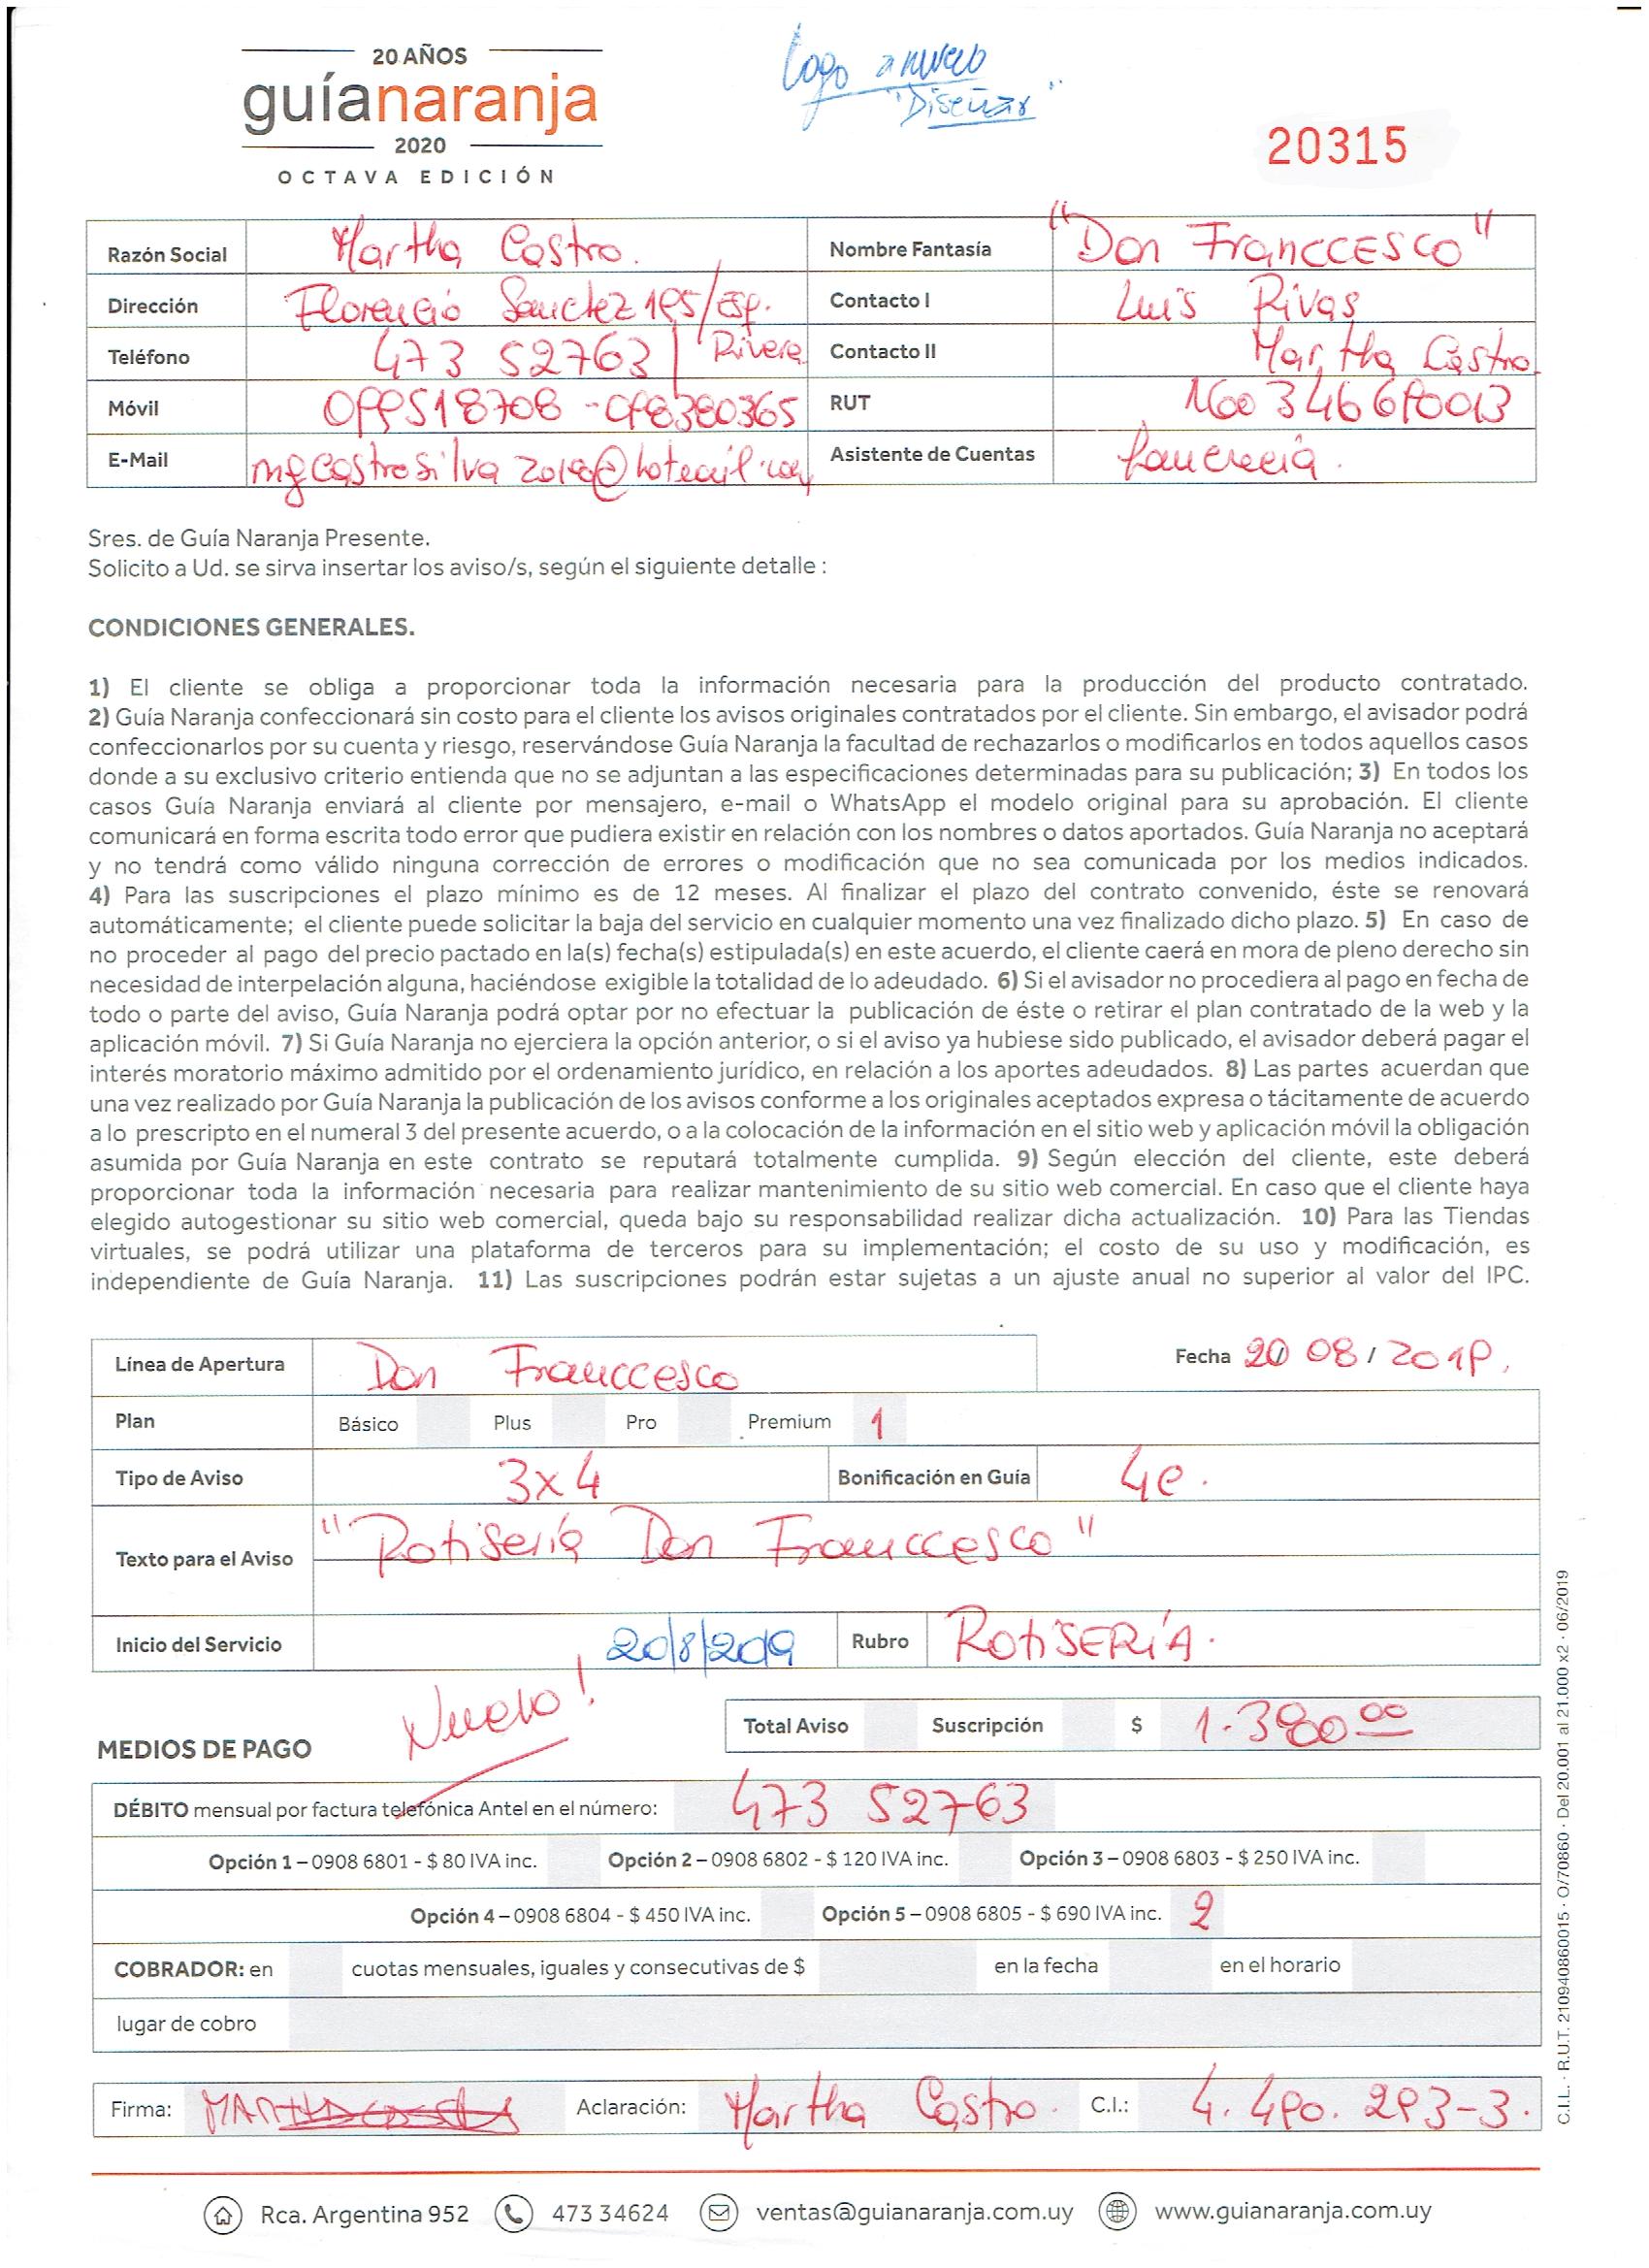 20 AÑOS
guíanaranja
2020
OCTAVA EDICIÓN
Logo a nuevo
"Diseñar"
20315
Razón Social Martha Castro. Nombre Fantasía "Don Franccesco"
Dirección Florencio Sanchez 195/Esq. Rivera Contacto I Luis Rivas
Teléfono 473 52763 Contacto II Martha Castro
Móvil 099518708 - 098380365 RUT
E-Mail Asistente de Cuentas
Sres. de Guía Naranja Presente.
Solicito a Ud. se sirva insertar los aviso/s, según el siguiente detalle :
CONDICIONES GENERALES.
1) El cliente se obliga a proporcionar toda la información necesaria para la producción del producto contratado.
2) Guía Naranja confeccionará sin costo para el cliente los avisos originales contratados por el cliente. Sin embargo, el avisador podrá
confeccionarlos por su cuenta y riesgo, reservándose Guía Naranja la facultad de rechazarlos o modificarlos en todos aquellos casos
donde a su exclusivo criterio entienda que no se adjuntan a las especificaciones determinadas para su publicación; 3) En todos los
casos Guía Naranja enviará al cliente por mensajero, e-mail o WhatsApp el modelo original para su aprobación. El cliente
comunicará en forma escrita todo error que pudiera existir en relación con los nombres o datos aportados. Guía Naranja no aceptará
y no tendrá como válido ninguna corrección de errores o modificación que no sea comunicada por los medios indicados.
4) Para las suscripciones el plazo mínimo es de 12 meses. Al finalizar el plazo del contrato convenido, éste se renovará
automáticamente; el cliente puede solicitar la baja del servicio en cualquier momento una vez finalizado dicho plazo. 5) En caso de
no proceder al pago del precio pactado en la(s) fecha(s) estipulada(s) en este acuerdo, el cliente caerá en mora de pleno derecho sin
necesidad de interpelación alguna, haciéndose exigible la totalidad de lo adeudado. 6) Si el avisador no procediera al pago en fecha de
todo o parte del aviso, Guía Naranja podrá optar por no efectuar la publicación de éste o retirar el plan contratado de la web y la
aplicación móvil. 7) Si Guía Naranja no ejerciera la opción anterior, o si el aviso ya hubiese sido publicado, el avisador deberá pagar el
interés moratorio máximo admitido por el ordenamiento jurídico, en relación a los aportes adeudados. 8) Las partes acuerdan que
una vez realizado por Guía Naranja la publicación de los avisos conforme a los originales aceptados expresa o tácitamente de acuerdo
a lo prescripto en el numeral 3 del presente acuerdo, o a la colocación de la información en el sitio web y aplicación móvil la obligación
asumida por Guía Naranja en este contrato se reputará totalmente cumplida. 9) Según elección del cliente, este deberá
proporcionar toda la información necesaria para realizar mantenimiento de su sitio web comercial. En caso que el cliente haya
elegido autogestionar su sitio web comercial, queda bajo su responsabilidad realizar dicha actualización. 10) Para las Tiendas
virtuales, se podrá utilizar una plataforma de terceros para su implementación; el costo de su uso y modificación, es
independiente de Guía Naranja. 11) Las suscripciones podrán estar sujetas a un ajuste anual no superior al valor del IPC.
Línea de Apertura Don Franccesco Fecha 20/08/2019.
Plan Básico Plus Pro Premium 1
Tipo de Aviso 3x4 Bonificación en Guía 4e.
Texto para el Aviso "Rotisería Don Franccesco"
Inicio del Servicio 20/8/2019 Rubro ROTISERÍA.
Nuevo!
Total Aviso Suscripción $ 1.380.00
MEDIOS DE PAGO
DÉBITO mensual por factura telefónica Antel en el número: 473 52763
Opción 1 – 0908 6801 - $ 80 IVA inc. Opción 2 – 0908 6802 - $ 120 IVA inc. Opción 3 – 0908 6803 - $ 250 IVA inc.
Opción 4 – 0908 6804 - $ 450 IVA inc. Opción 5 – 0908 6805 - $ 690 IVA inc. 2
COBRADOR: en cuotas mensuales, iguales y consecutivas de $ en la fecha en el horario
lugar de cobro
Firma: Aclaración: Martha Castro. C.I.: 4.490.293-3.
Rca. Argentina 952 473 34624 ventas@guianaranja.com.uy www.guianaranja.com.uy
C.I.L. · R.U.T. 210940860015 · O/70860 · Del 20.001 al 21.000 x2 · 06/2019